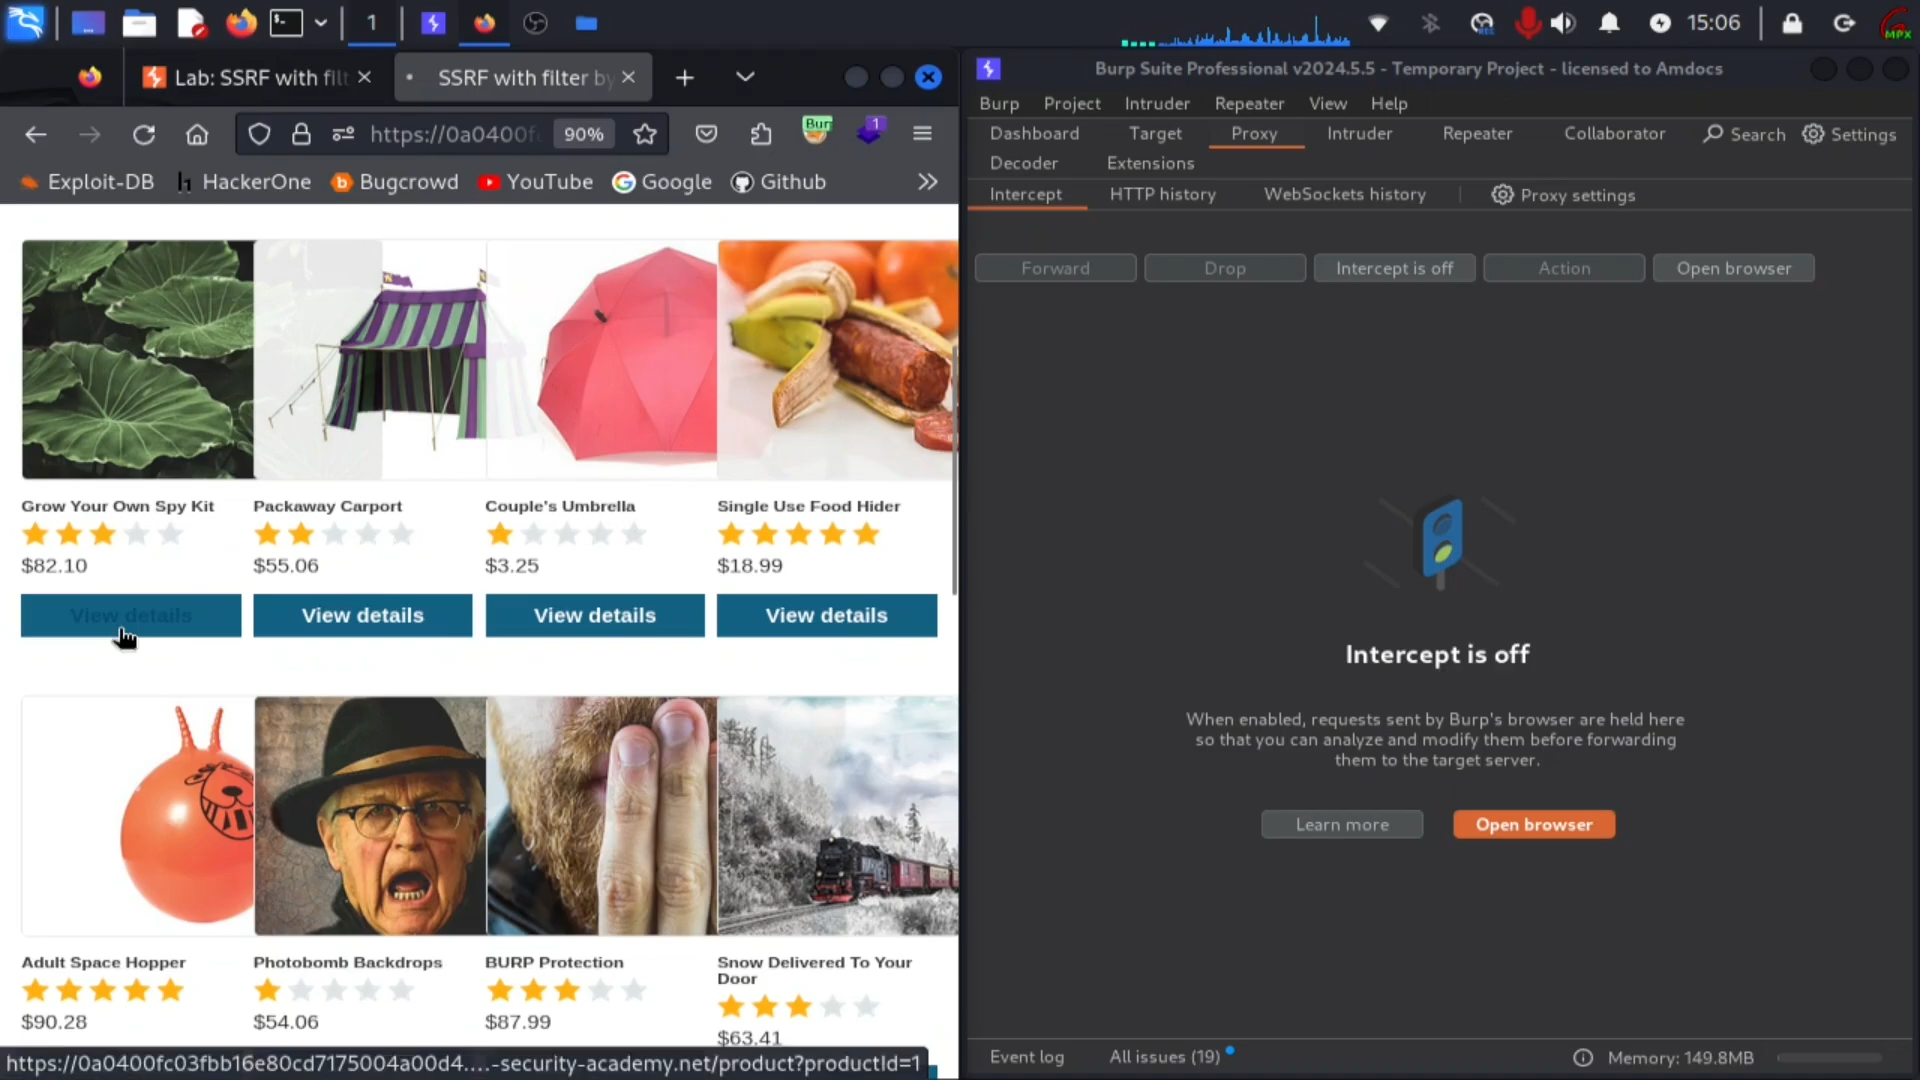 1
15:06
MPX
Lab: SSRF with filt
SSRF with filter by
https://0a0400f
90%
Bur
1
Exploit-DB
HackerOne
Bugcrowd
YouTube
Google
Github
Grow Your Own Spy Kit
Packaway Carport
Couple's Umbrella
Single Use Food Hider
$82.10
$55.06
$3.25
$18.99
View details
View details
View details
View details
Adult Space Hopper
Photobomb Backdrops
BURP Protection
Snow Delivered To Your
Door
$90.28
$54.06
$87.99
$63.41
https://0a0400fc03fbb16e80cd7175004a00d4....-security-academy.net/product?productId=1
Burp Suite Professional v2024.5.5 - Temporary Project - licensed to Amdocs
Burp Project Intruder Repeater View Help
Dashboard Target Proxy Intruder Repeater Collaborator Search Settings
Decoder Extensions
Intercept HTTP history WebSockets history Proxy settings
Forward Drop Intercept is off Action Open browser
Intercept is off
When enabled, requests sent by Burp's browser are held here
so that you can analyze and modify them before forwarding
them to the target server.
Learn more Open browser
Event log All issues (19) Memory: 149.8MB